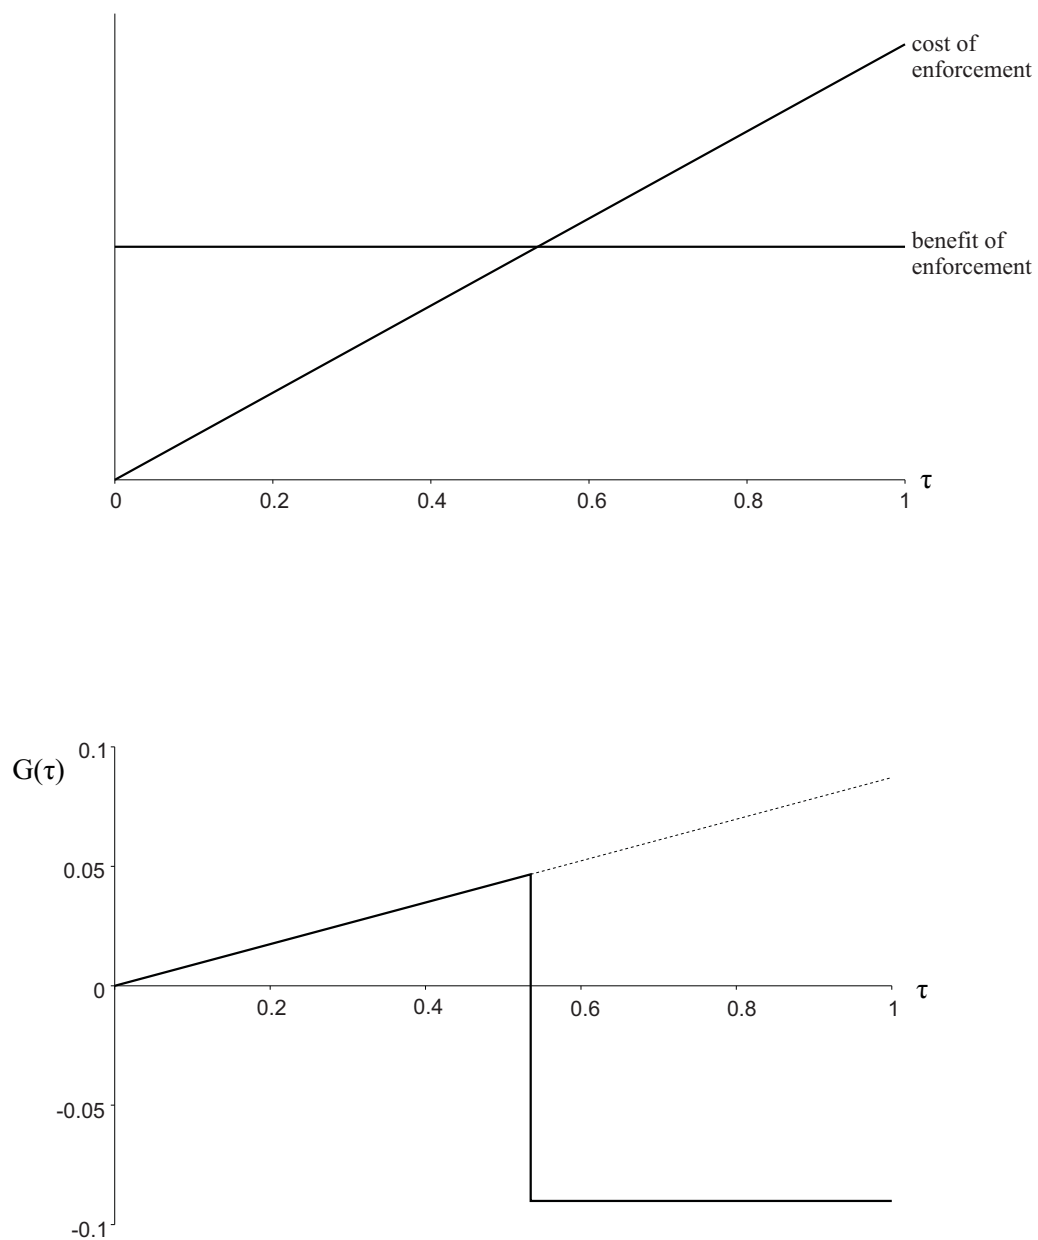 cost of
enforcement
benefit of
enforcement
0 0.2 0.4 0.6 0.8 1 τ
G(τ)
0.1
0.05
0
0.2 0.4 0.6 0.8 1 τ
-0.05
-0.1